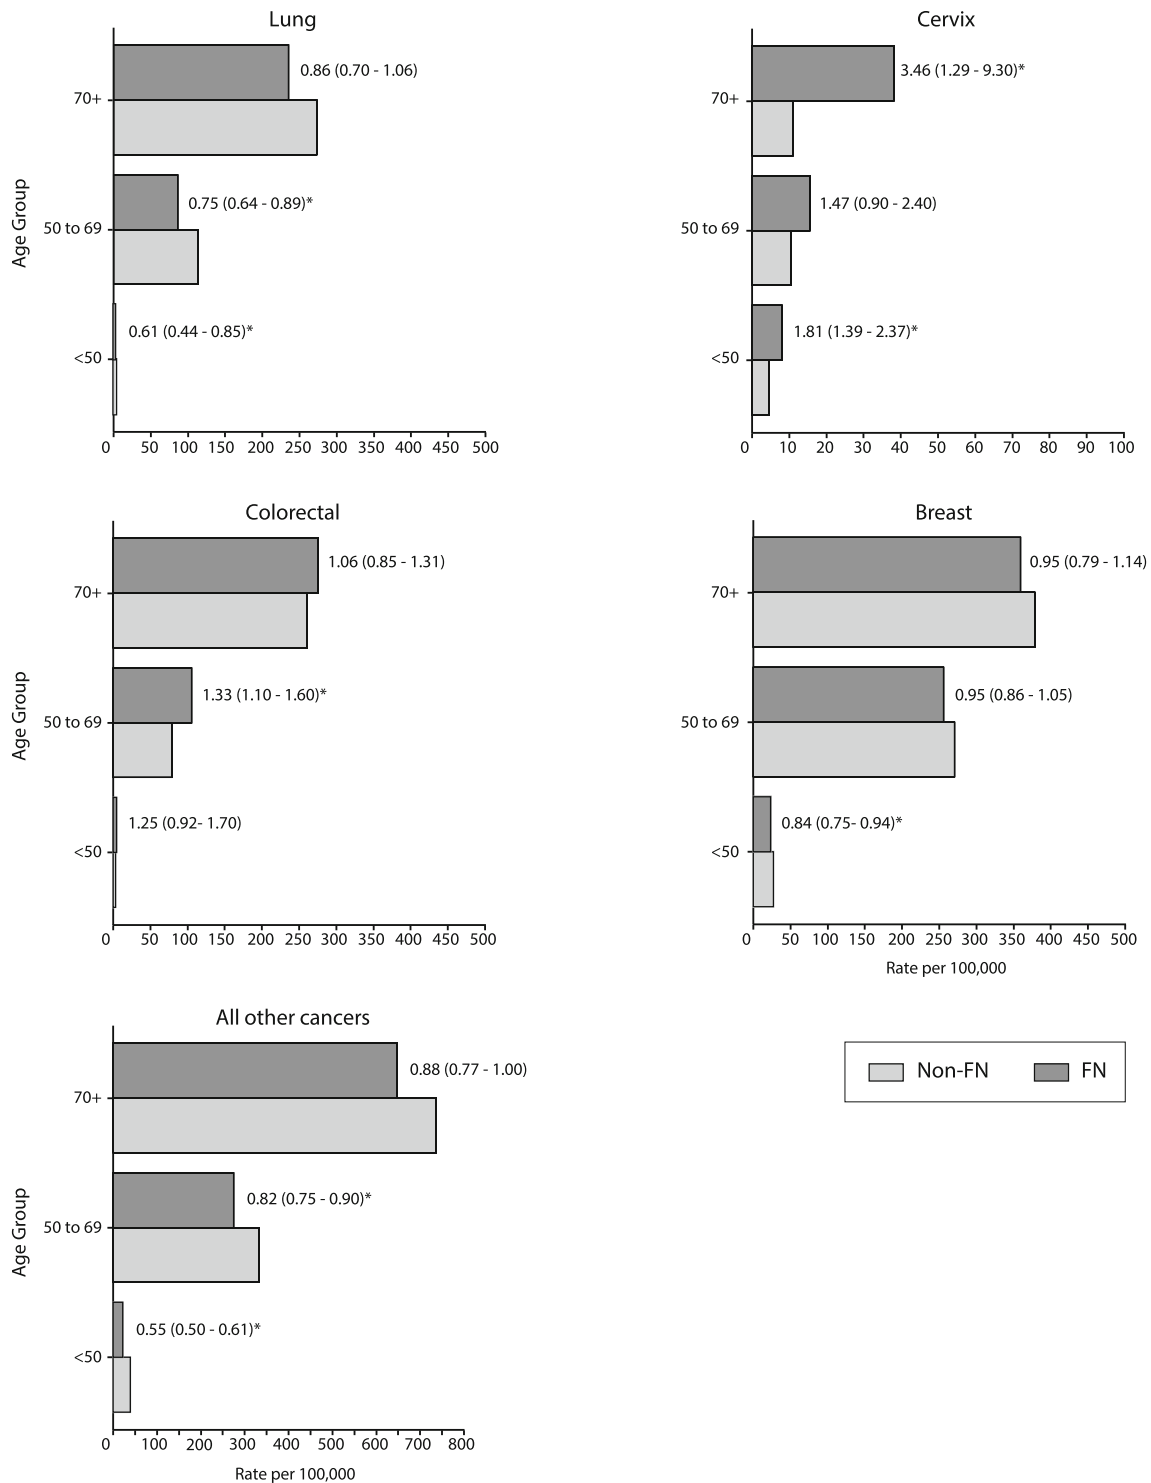 Lung
0.86 (0.70 - 1.06)
70+
0.75 (0.64 - 0.89)*
50 to 69
0.61 (0.44 - 0.85)*
<50
Age Group
0 50 100 150 200 250 300 350 400 450 500
Cervix
3.46 (1.29 - 9.30)*
70+
1.47 (0.90 - 2.40)
50 to 69
1.81 (1.39 - 2.37)*
<50
0 10 20 30 40 50 60 70 80 90 100
Colorectal
1.06 (0.85 - 1.31)
70+
1.33 (1.10 - 1.60)*
50 to 69
1.25 (0.92- 1.70)
<50
Age Group
0 50 100 150 200 250 300 350 400 450 500
Breast
0.95 (0.79 - 1.14)
70+
0.95 (0.86 - 1.05)
50 to 69
0.84 (0.75- 0.94)*
<50
0 50 100 150 200 250 300 350 400 450 500
Rate per 100,000
All other cancers
0.88 (0.77 - 1.00)
70+
0.82 (0.75 - 0.90)*
50 to 69
0.55 (0.50 - 0.61)*
<50
Age Group
0 100 200 300 400 500 600 700 800
Rate per 100,000
Non-FN FN